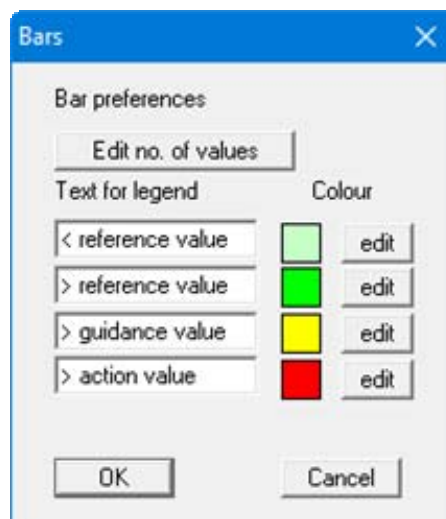 Bars
Bar preferences
Edit no. of values
Text for legend Colour
< reference value edit
> reference value edit
> guidance value edit
> action value edit
OK Cancel